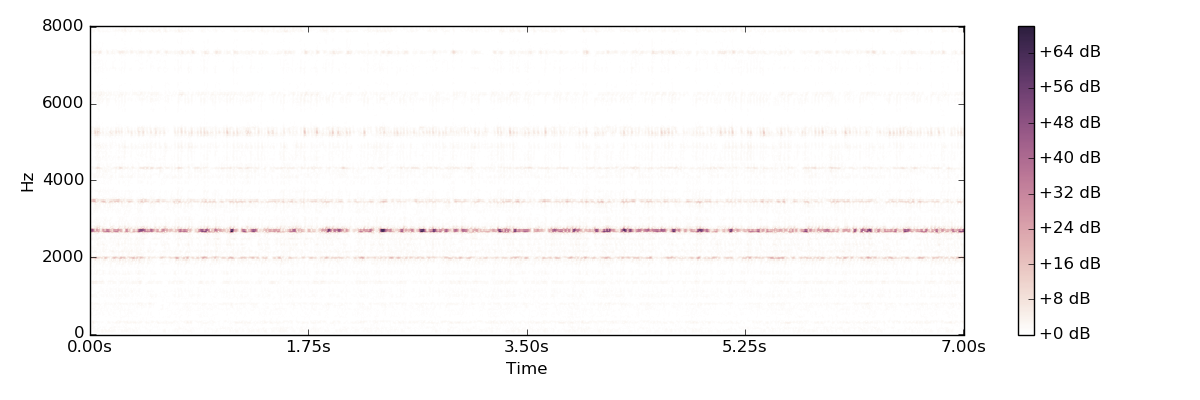 8000
6000
4000
2000
0
Hz
0.00s 1.75s 3.50s 5.25s 7.00s
Time
+64 dB
+56 dB
+48 dB
+40 dB
+32 dB
+24 dB
+16 dB
+8 dB
+0 dB